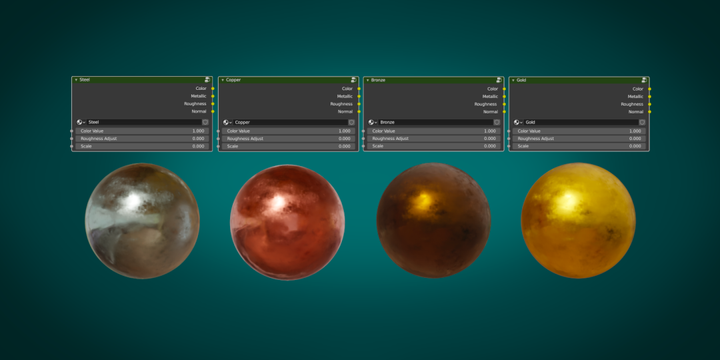 Steel
Color
Metallic
Roughness
Normal
Steel
Color Value 1.000
Roughness Adjust 0.000
Scale 0.000
Copper
Color
Metallic
Roughness
Normal
Copper
Color Value 1.000
Roughness Adjust 0.000
Scale 0.000
Bronze
Color
Metallic
Roughness
Normal
Bronze
Color Value 1.000
Roughness Adjust 0.000
Scale 0.000
Gold
Color
Metallic
Roughness
Normal
Gold
Color Value 1.000
Roughness Adjust 0.000
Scale 0.000